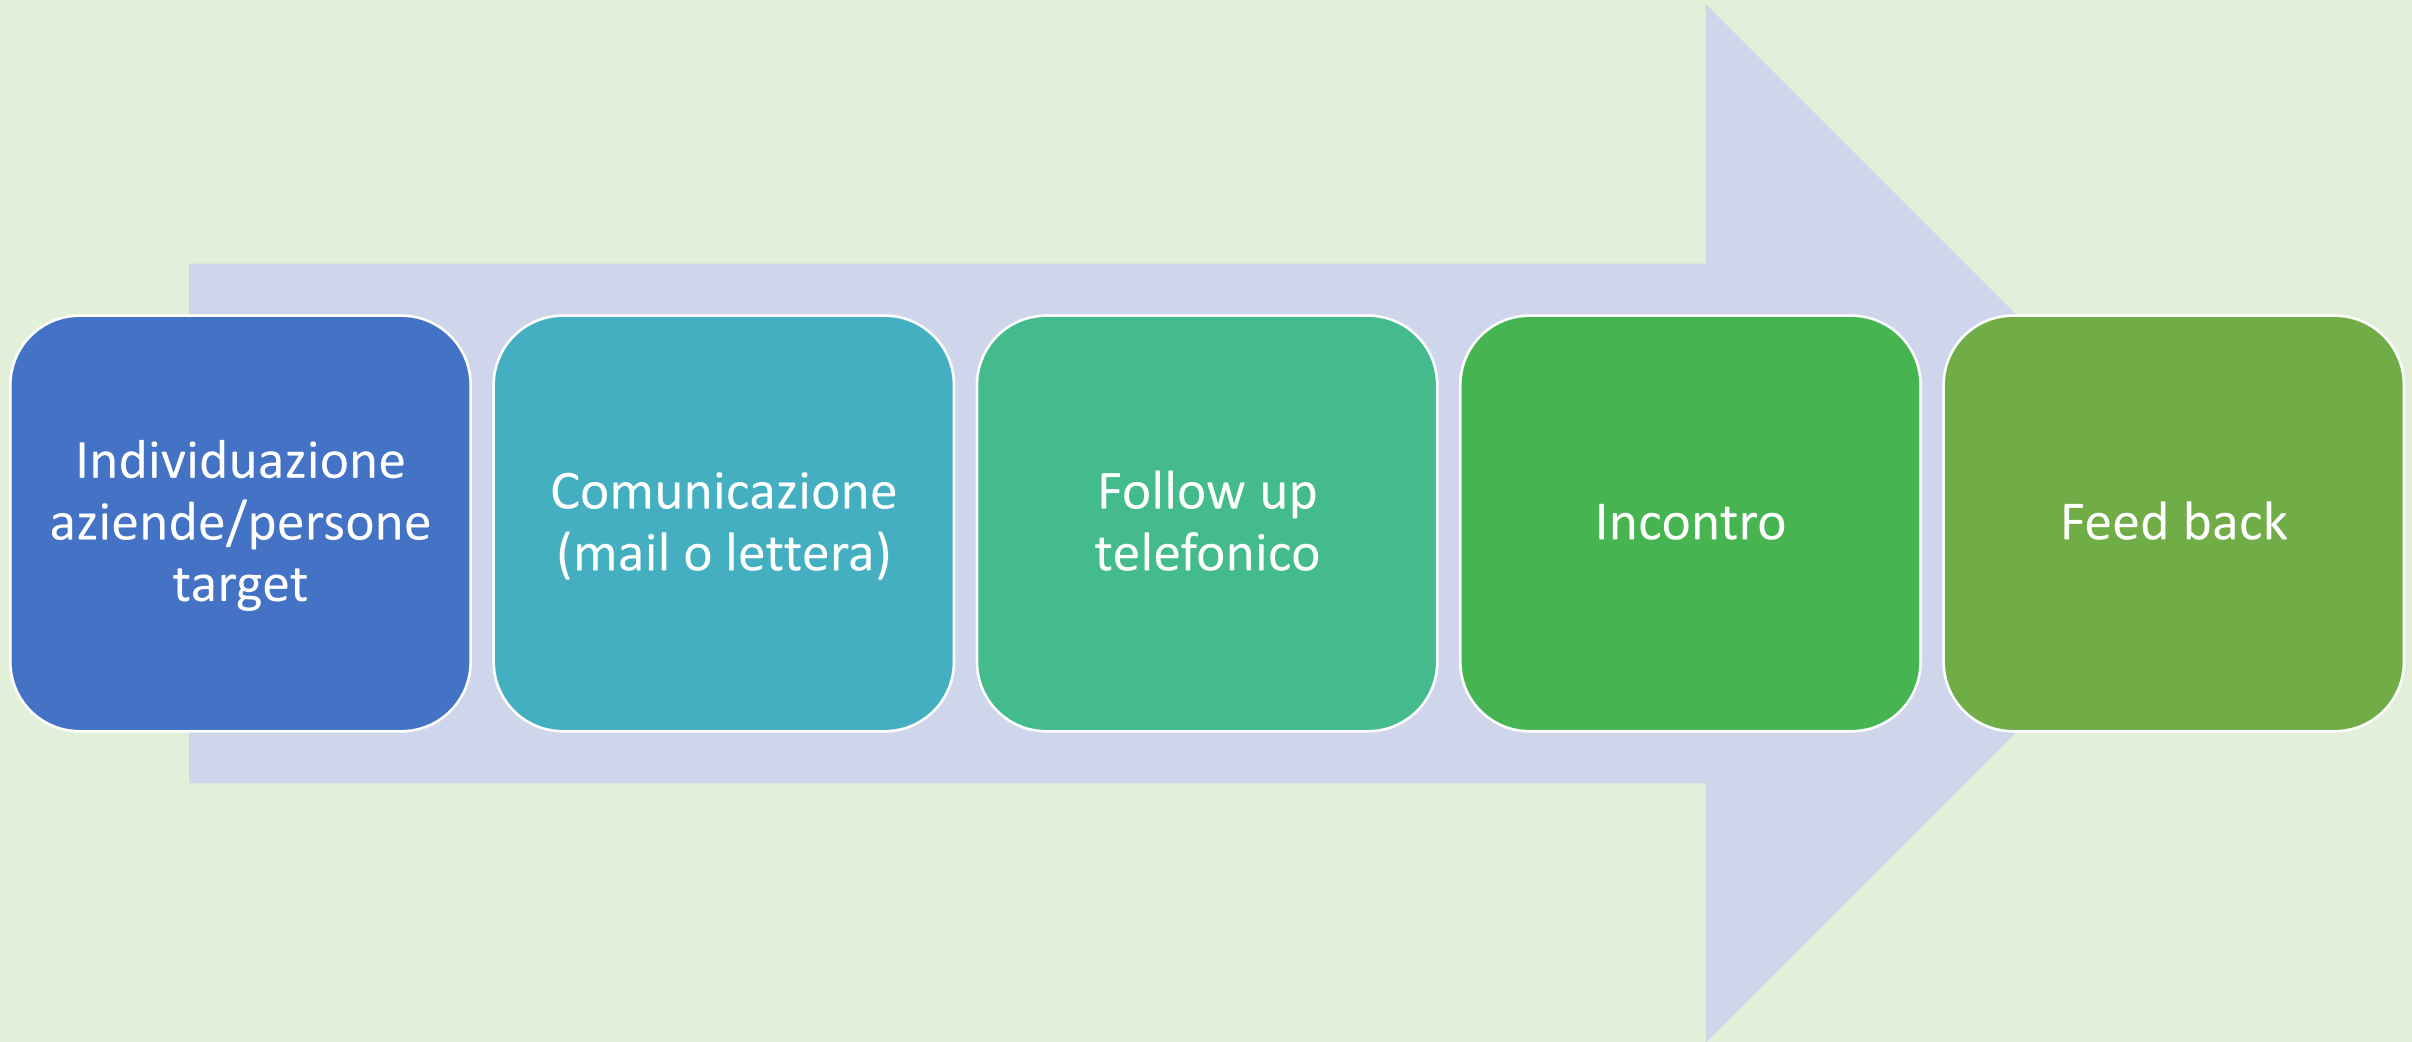 Individuazione
aziende/persone
target
Comunicazione
(mail o lettera)
Follow up
telefonico
Incontro
Feed back